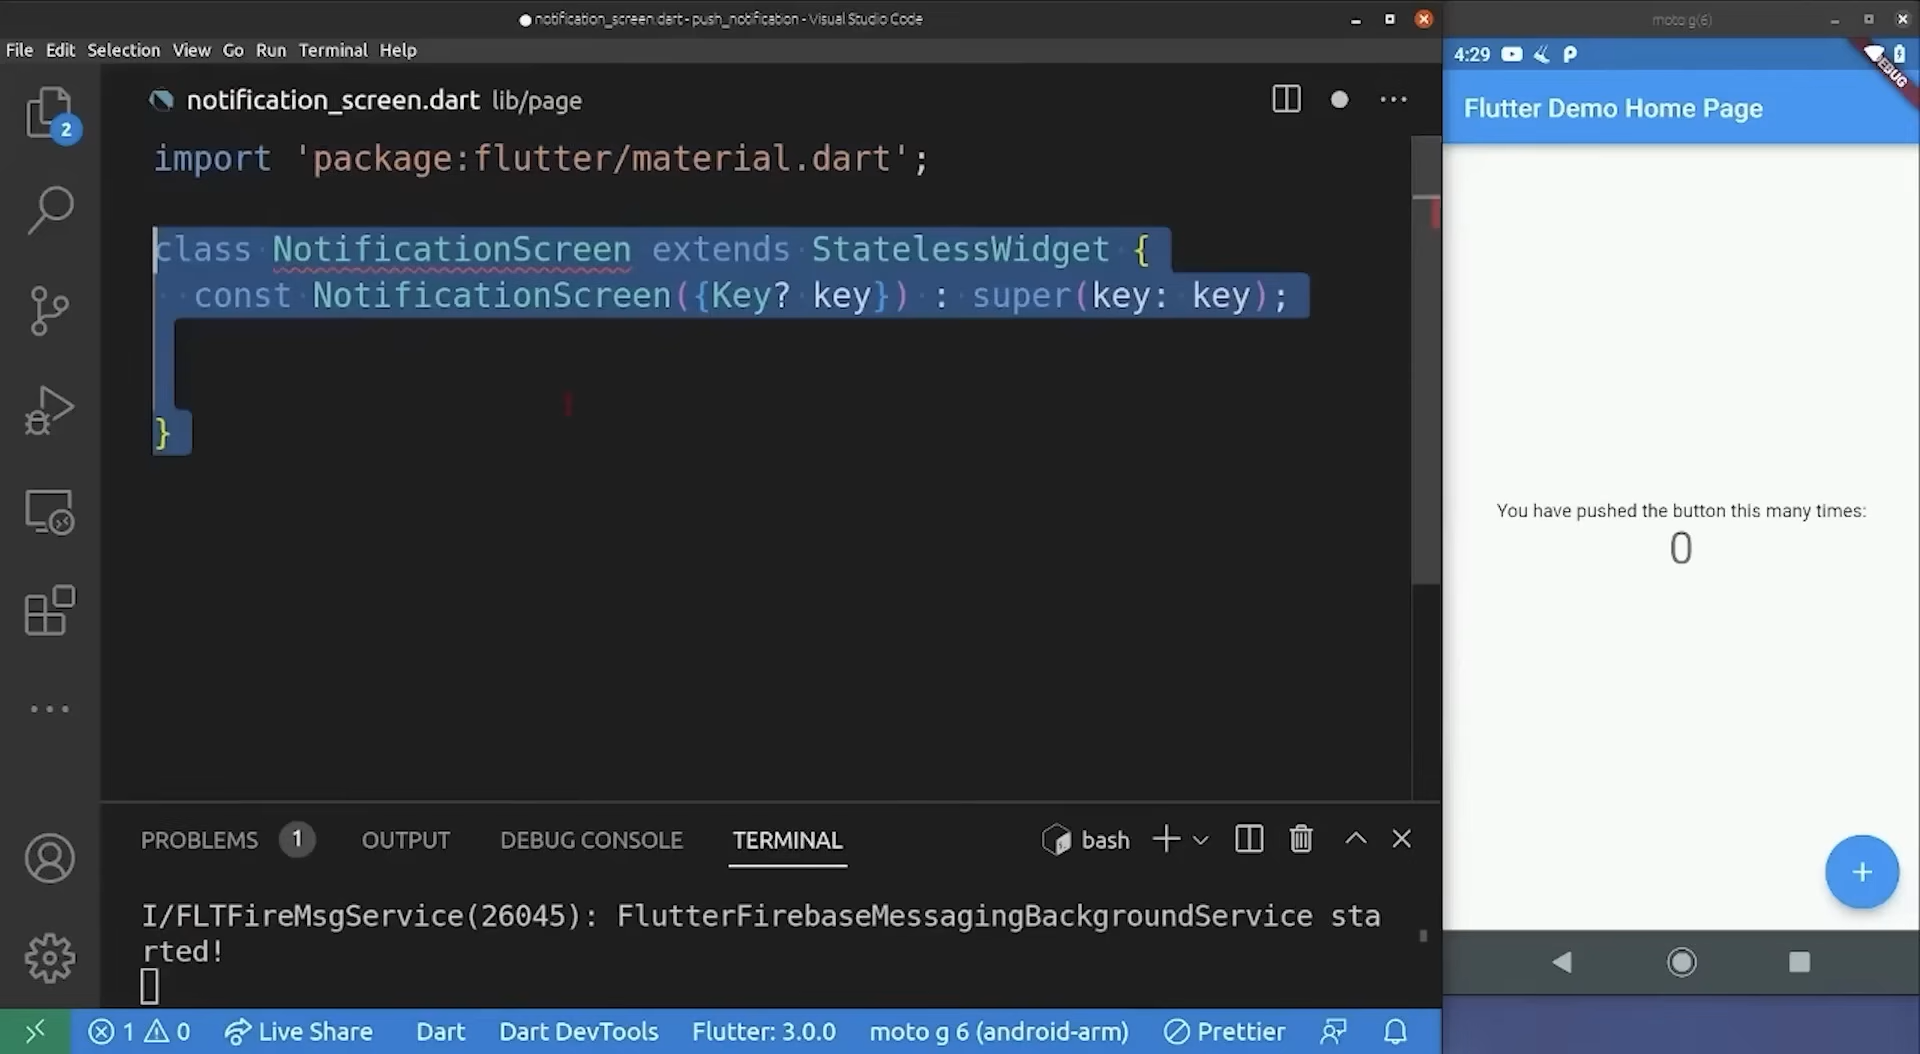 notification_screen.dart - push_notification - Visual Studio Code
File Edit Selection View Go Run Terminal Help
2
notification_screen.dart lib/page
import 'package:flutter/material.dart';
class NotificationScreen extends StatelessWidget {
const NotificationScreen({Key? key}) : super(key: key);
}
PROBLEMS 1 OUTPUT DEBUG CONSOLE TERMINAL bash
I/FLTFireMsgService(26045): FlutterFirebaseMessagingBackgroundService sta
rted!
1 0 Live Share Dart Dart DevTools Flutter: 3.0.0 moto g 6 (android-arm) Prettier
moto g(6)
4:29
DEBUG
Flutter Demo Home Page
You have pushed the button this many times:
0
+